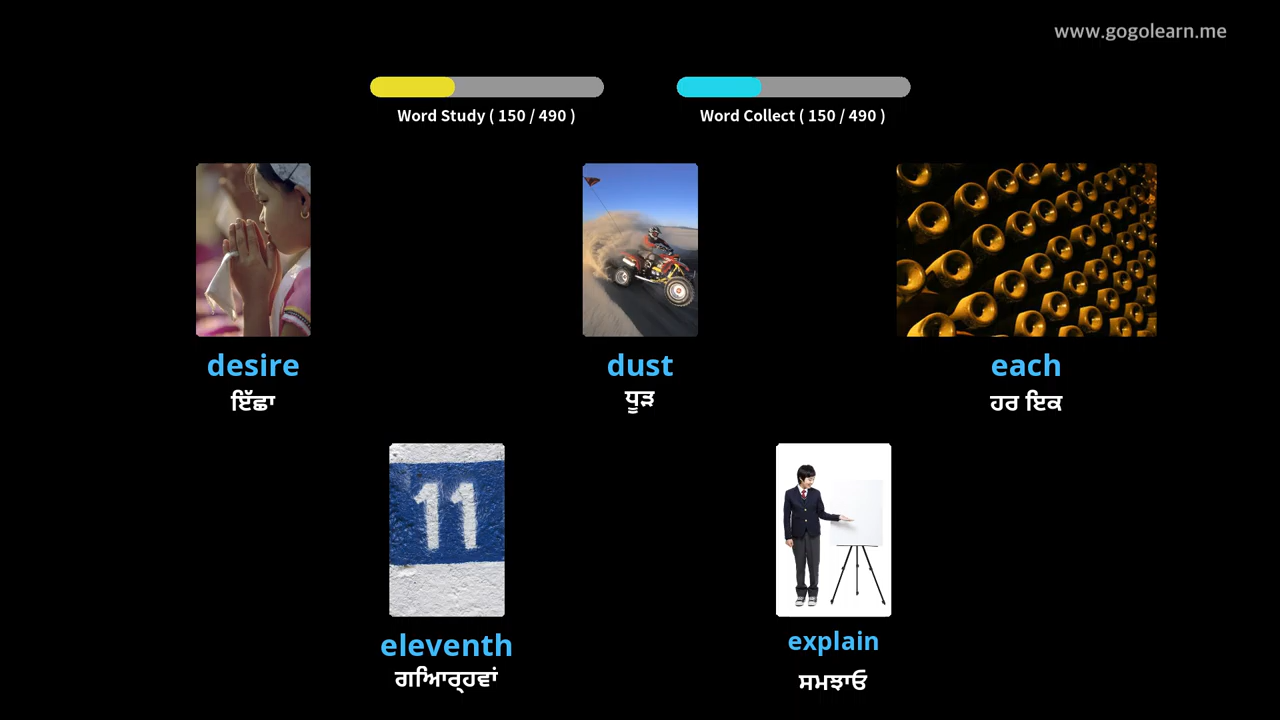 www.gogolearn.me
Word Study ( 150 / 490 )
Word Collect ( 150 / 490 )
desire
ਇੱਛਾ
dust
ਧੂੜ
each
ਹਰ ਇਕ
11
eleventh
ਗਿਆਰ੍ਹਵਾਂ
explain
ਸਮਝਾਓ